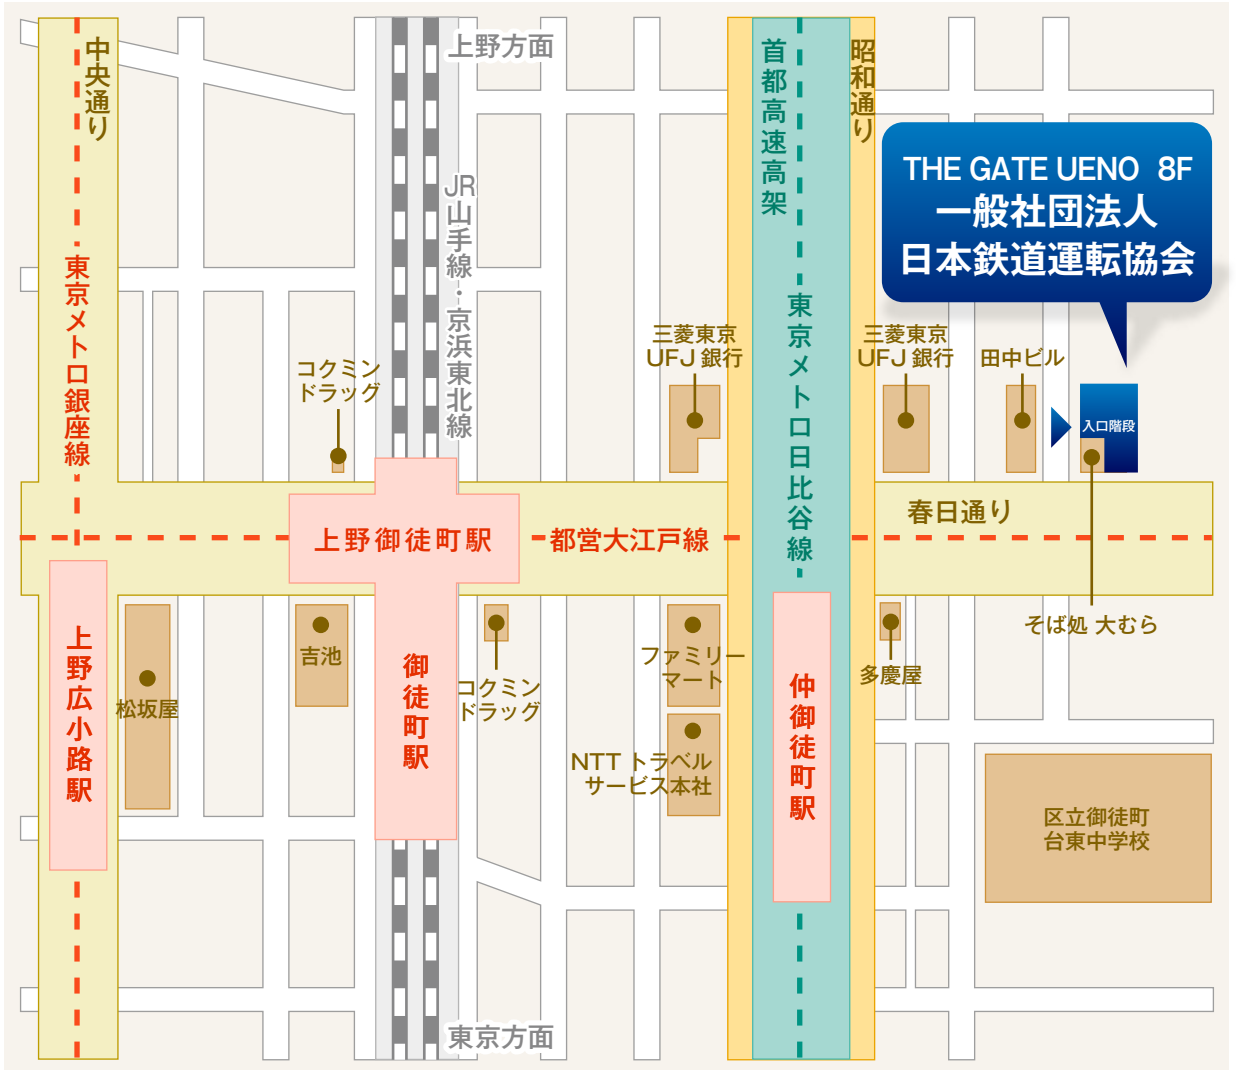 上野方面
中央通り
首都高速高架
昭和通り
THE GATE UENO 8F
一般社団法人
日本鉄道運転協会
JR山手線・京浜東北線
東京メトロ銀座線
東京メトロ日比谷線
コクミン
ドラッグ
三菱東京
UFJ 銀行
三菱東京
UFJ 銀行
田中ビル
入口階段
春日通り
上野御徒町駅
都営大江戸線
そば処 大むら
上野広小路駅
松坂屋
吉池
御徒町駅
コクミン
ドラッグ
ファミリー
マート
仲御徒町駅
多慶屋
NTT トラベル
サービス本社
区立御徒町
台東中学校
東京方面